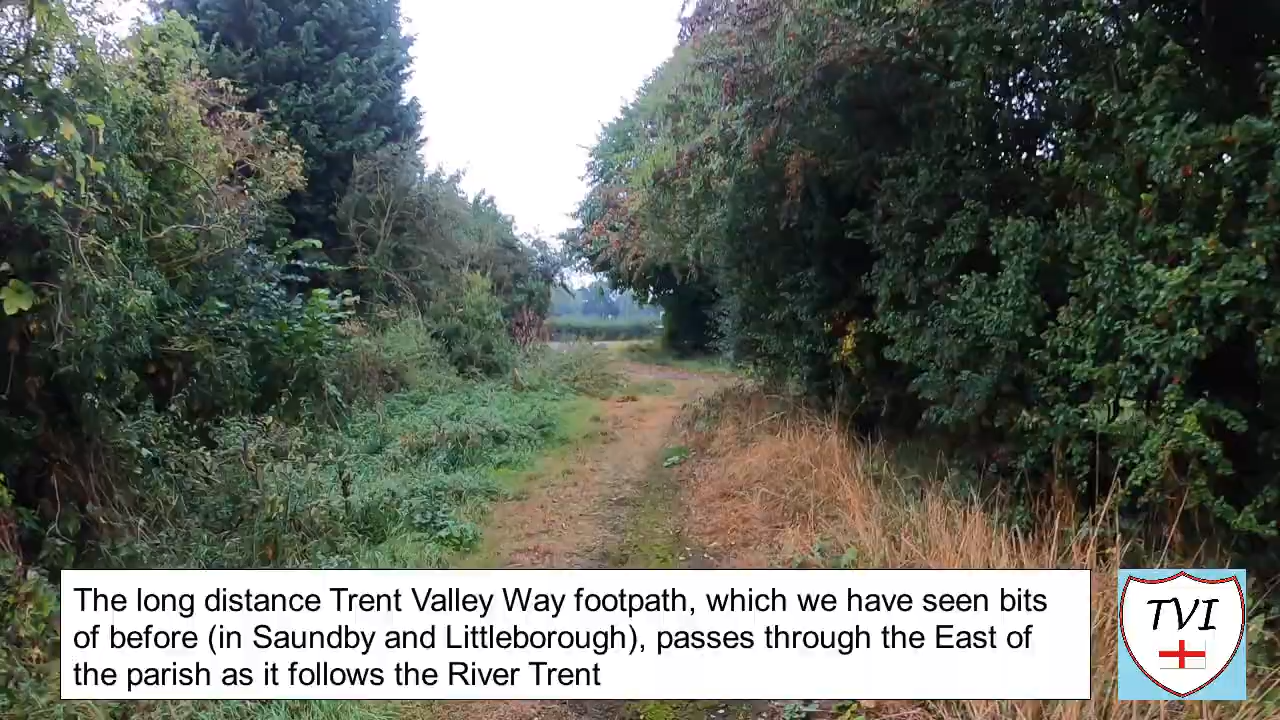 The long distance Trent Valley Way footpath, which we have seen bits
of before (in Saundby and Littleborough), passes through the East of
the parish as it follows the River Trent
TVI